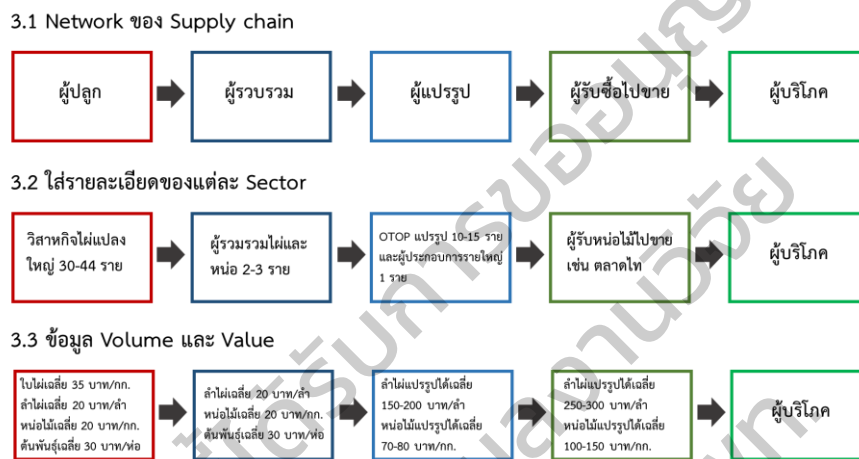 3.1 Network ของ Supply chain
ผู้ปลูก
ผู้รวบรวม
ผู้แปรรูป
ผู้รับซื้อไปขาย
ผู้บริโภค
3.2 ใส่รายละเอียดของแต่ละ Sector
วิสาหกิจไผ่แปลง
ใหญ่ 30-44 ราย
ผู้รวมรวมไผ่และ
หน่อ 2-3 ราย
OTOP แปรรูป 10-15 ราย
และผู้ประกอบการรายใหญ่
1 ราย
ผู้รับหน่อไม้ไปขาย
เช่น ตลาดไท
ผู้บริโภค
3.3 ข้อมูล Volume และ Value
ใบไผ่เฉลี่ย 35 บาท/กก.
ลำไผ่เฉลี่ย 20 บาท/ลำ
หน่อไม้เฉลี่ย 20 บาท/กก.
ต้นพันธุ์เฉลี่ย 30 บาท/ห่อ
ลำไผ่เฉลี่ย 20 บาท/ลำ
หน่อไม้เฉลี่ย 20 บาท/กก.
ต้นพันธุ์เฉลี่ย 30 บาท/ห่อ
ลำไผ่แปรรูปได้เฉลี่ย
150-200 บาท/ลำ
หน่อไม้แปรรูปได้เฉลี่ย
70-80 บาท/กก.
ลำไผ่แปรรูปได้เฉลี่ย
250-300 บาท/ลำ
หน่อไม้แปรรูปได้เฉลี่ย
100-150 บาท/กก.
ผู้บริโภค